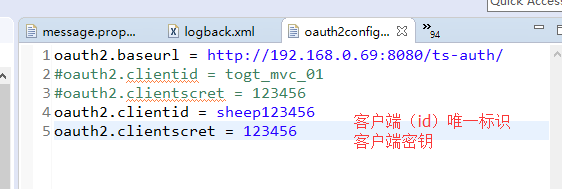 Quick Access
message.prop...
logback.xml
oauth2config...
»94
1 oauth2.baseurl = http://192.168.0.69:8080/ts-auth/
2 #oauth2.clientid = togt_mvc_01
3 #oauth2.clientscret = 123456
4 oauth2.clientid = sheep123456
5 oauth2.clientscret = 123456
客户端（id）唯一标识
客户端密钥